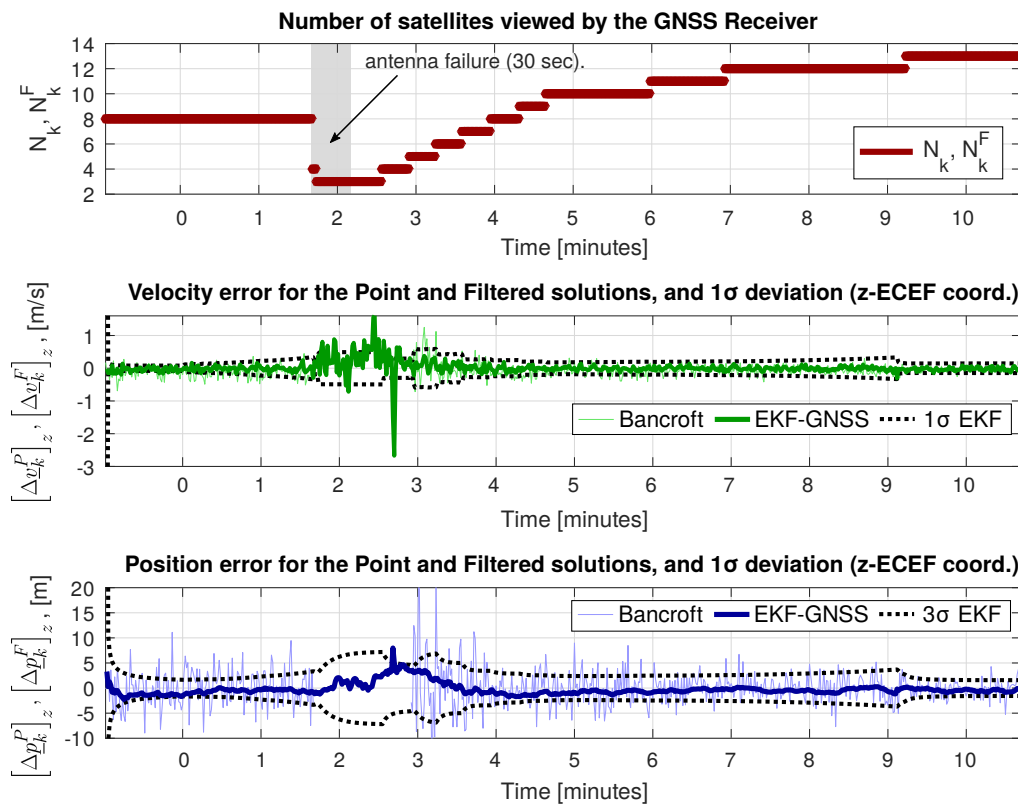 Number of satellites viewed by the GNSS Receiver
N_k, N_k^F
14
12
10
8
6
4
2
antenna failure (30 sec).
N_k, N_k^F
0 1 2 3 4 5 6 7 8 9 10
Time [minutes]
Velocity error for the Point and Filtered solutions, and 1σ deviation (z-ECEF coord.)
[Δv_k^P]_z, [Δv_k^F]_z, [m/s]
1
0
-1
-2
-3
Bancroft EKF-GNSS 1σ EKF
0 1 2 3 4 5 6 7 8 9 10
Time [minutes]
Position error for the Point and Filtered solutions, and 1σ deviation (z-ECEF coord.)
[Δp_k^P]_z, [Δp_k^F]_z, [m]
20
15
10
5
0
-5
-10
Bancroft EKF-GNSS 3σ EKF
0 1 2 3 4 5 6 7 8 9 10
Time [minutes]